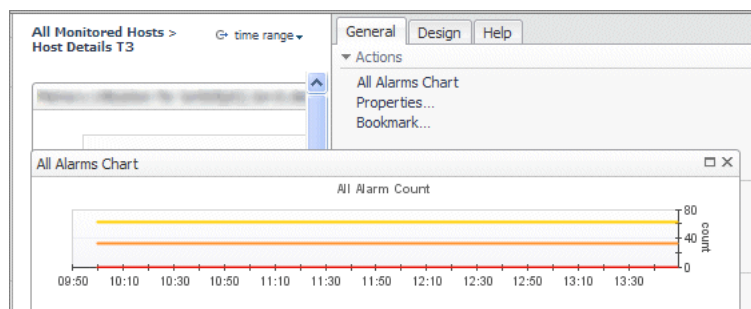 All Monitored Hosts >
Host Details T3
time range
General
Design
Help
Actions
All Alarms Chart
Properties...
Bookmark...
All Alarms Chart
All Alarm Count
80
40
0
count
09:50 10:10 10:30 10:50 11:10 11:30 11:50 12:10 12:30 12:50 13:10 13:30